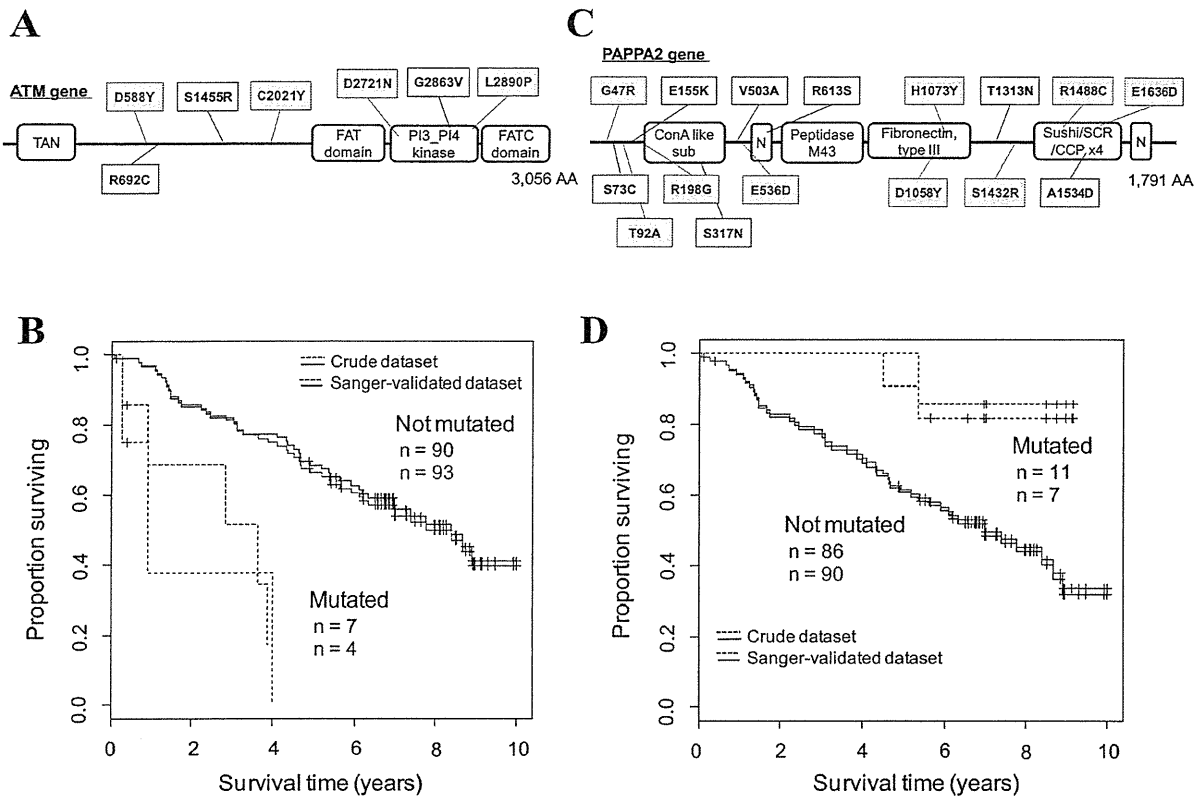 A
ATM gene
D588Y
S1455R
C2021Y
D2721N
G2863V
L2890P
TAN
FAT domain
PI3_PI4 kinase
FATC domain
R692C
3,056 AA
C
PAPPA2 gene
G47R
E155K
V503A
R613S
H1073Y
T1313N
R1488C
E1636D
ConA like sub
N
Peptidase M43
Fibronectin, type III
Sushi/SCR /CCP x4
N
S73C
R198G
E536D
D1058Y
S1432R
A1534D
1,791 AA
T92A
S317N
B
Crude dataset
Sanger-validated dataset
Not mutated
n = 90
n = 93
Mutated
n = 7
n = 4
Proportion surviving
1.0
0.8
0.6
0.4
0.2
0.0
0
2
4
6
8
10
Survival time (years)
D
Mutated
n = 11
n = 7
Not mutated
n = 86
n = 90
Crude dataset
Sanger-validated dataset
Proportion surviving
1.0
0.8
0.6
0.4
0.2
0.0
0
2
4
6
8
10
Survival time (years)